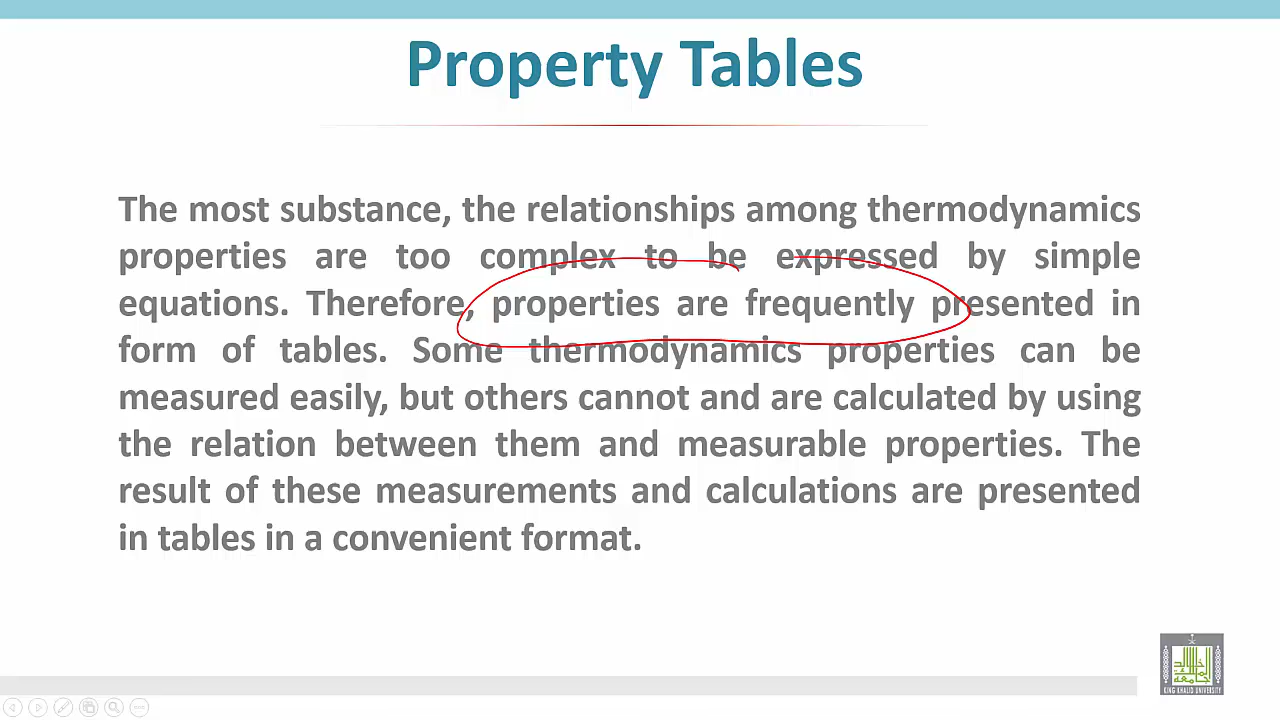 Property Tables
The most substance, the relationships among thermodynamics
properties are too complex to be expressed by simple
equations. Therefore, properties are frequently presented in
form of tables. Some thermodynamics properties can be
measured easily, but others cannot and are calculated by using
the relation between them and measurable properties. The
result of these measurements and calculations are presented
in tables in a convenient format.
KING KHALID UNIVERSITY